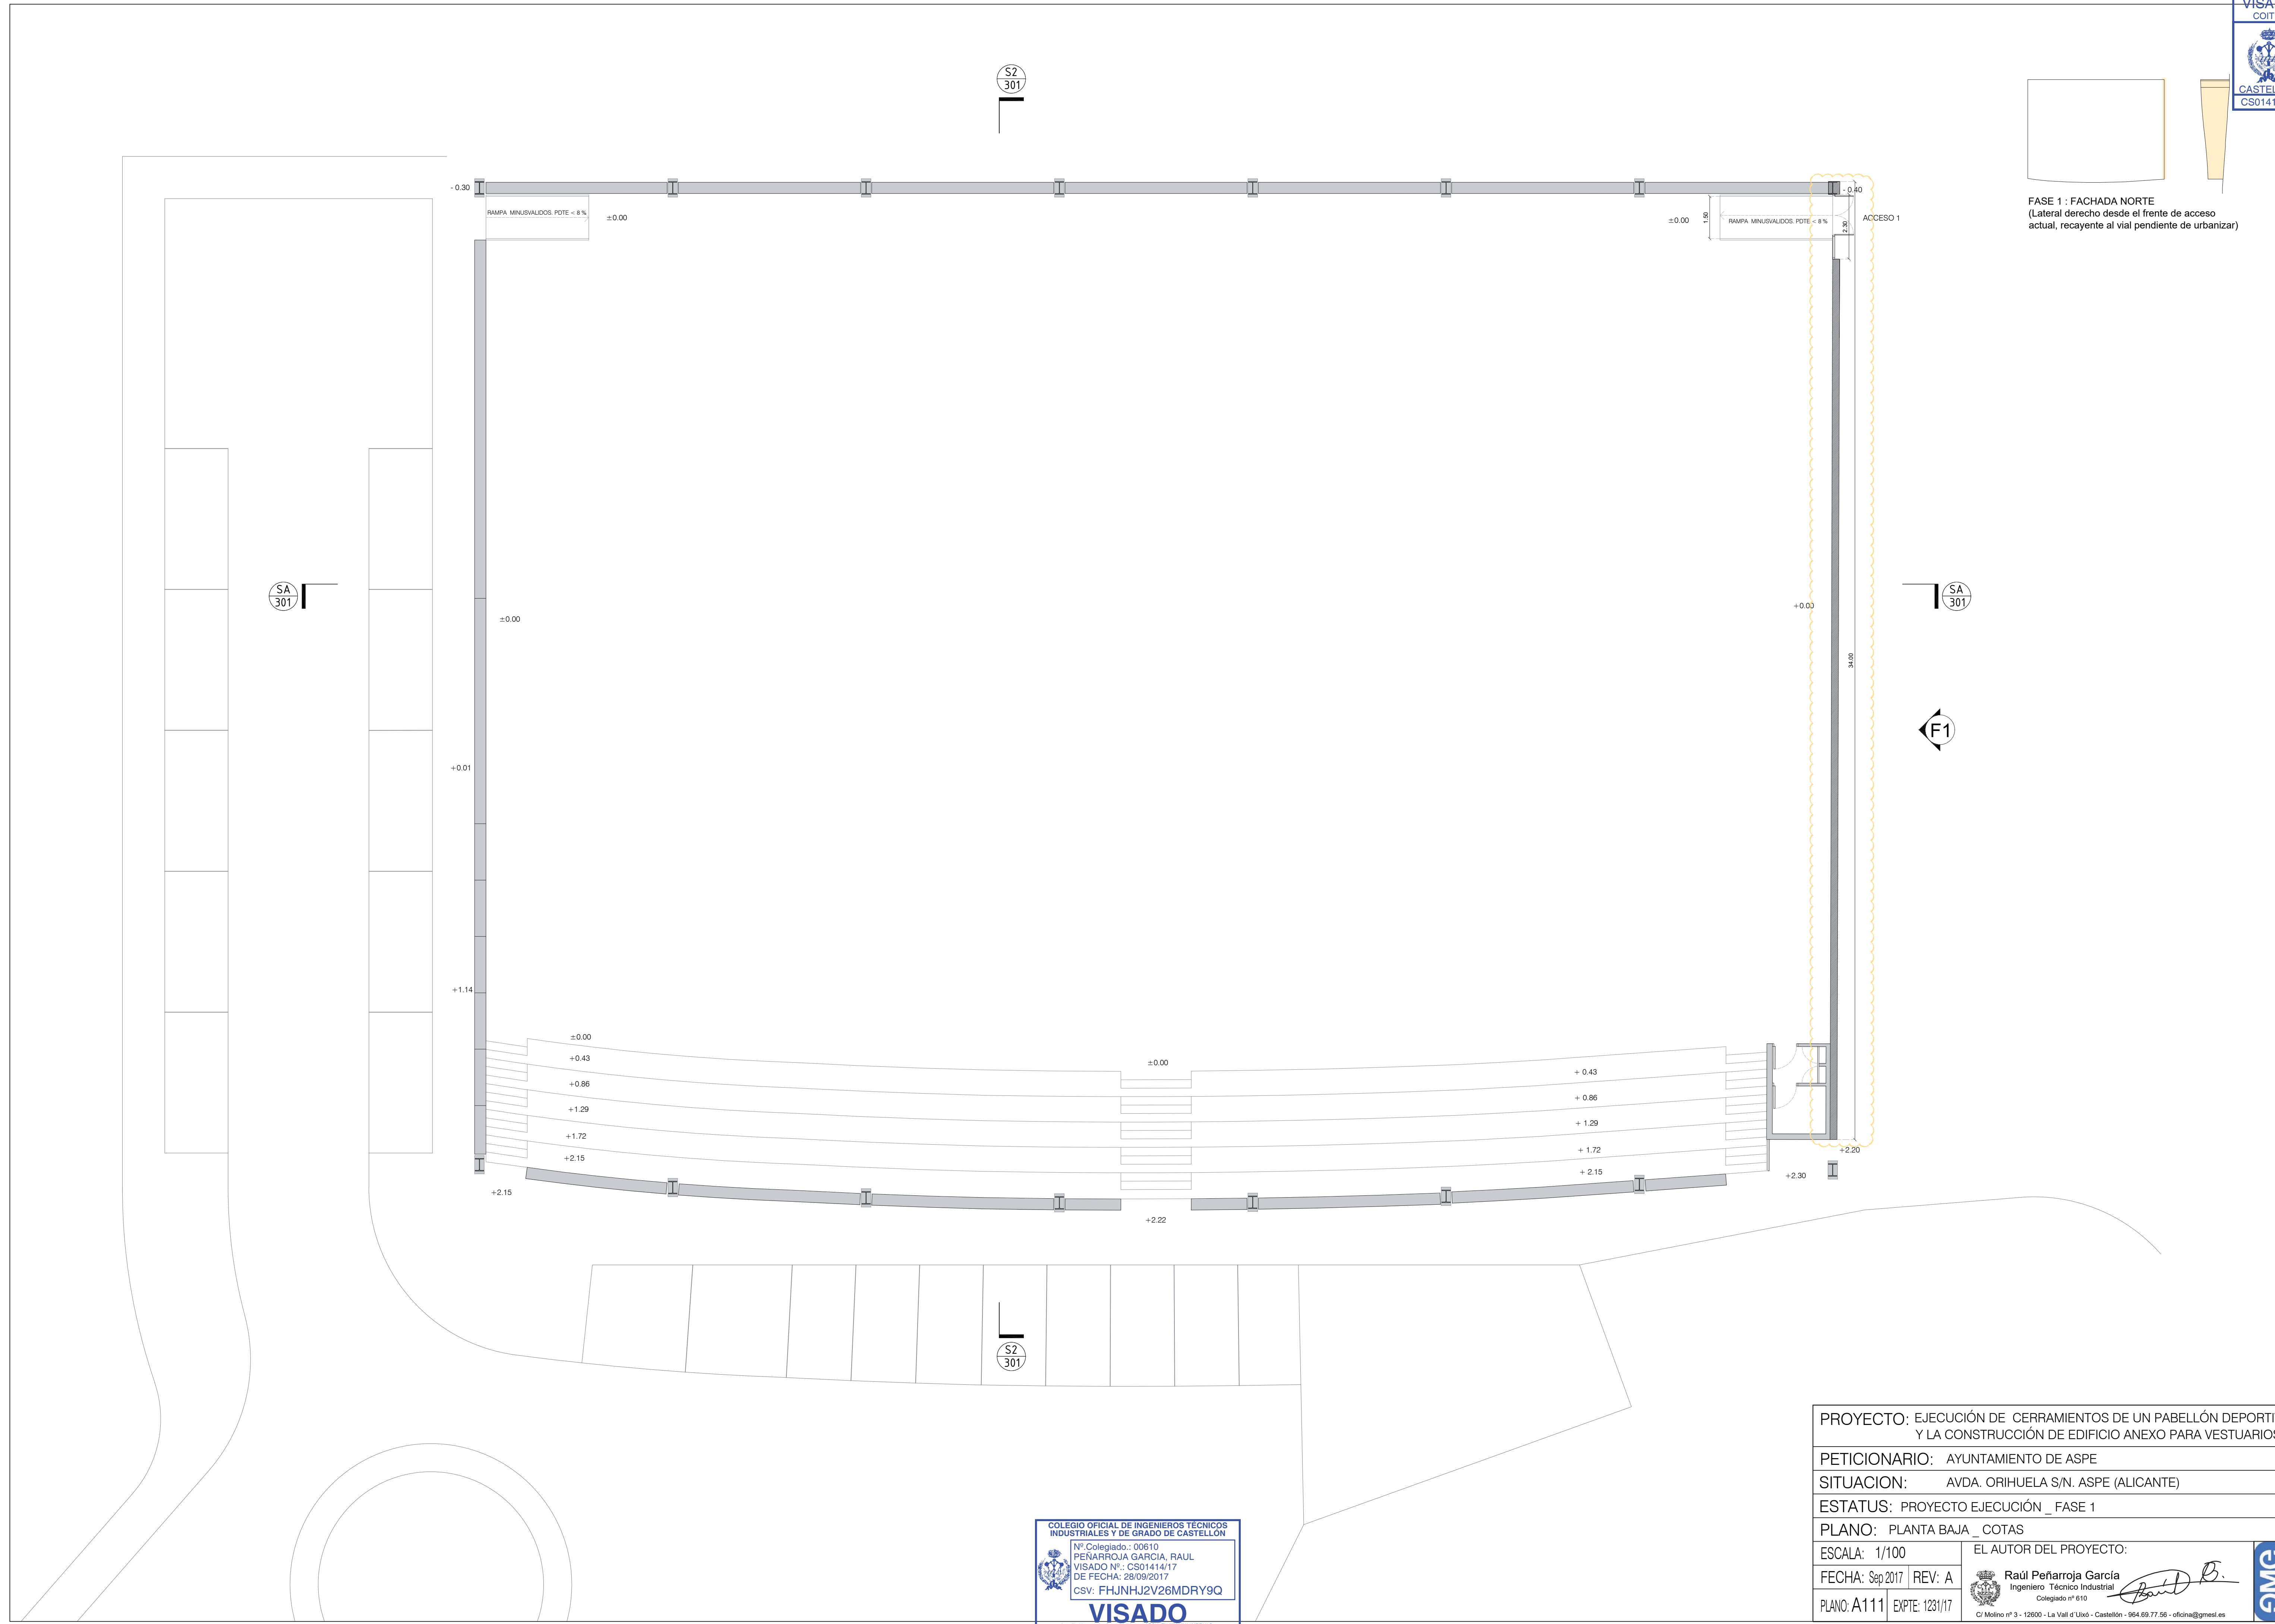 S2
301
- 0.30
RAMPA MINUSVALIDOS. PDTE < 8 %
±0.00
±0.00
1.50
RAMPA MINUSVALIDOS. PDTE < 8 %
2.30
- 0.40
ACCESO 1
COIT
CASTEL
FASE 1 : FACHADA NORTE
(Lateral derecho desde el frente de acceso
actual, recayente al vial pendiente de urbanizar)
SA
301
±0.00
+0.00
SA
301
34.00
F1
+0.01
+1.14
±0.00
+0.43
+0.86
+1.29
+1.72
+2.15
+2.15
±0.00
+2.22
+ 0.43
+ 0.86
+ 1.29
+ 1.72
+ 2.15
+2.20
+2.30
S2
301
COLEGIO OFICIAL DE INGENIEROS TÉCNICOS
INDUSTRIALES Y DE GRADO DE CASTELLÓN
Nº.Colegiado.: 00610
PEÑARROJA GARCIA, RAUL
VISADO Nº.: CS01414/17
DE FECHA: 28/09/2017
CSV: FHJNHJ2V26MDRY9Q
VISADO
PROYECTO: EJECUCIÓN DE CERRAMIENTOS DE UN PABELLÓN DEPORTI
Y LA CONSTRUCCIÓN DE EDIFICIO ANEXO PARA VESTUARIOS
PETICIONARIO: AYUNTAMIENTO DE ASPE
SITUACION: AVDA. ORIHUELA S/N. ASPE (ALICANTE)
ESTATUS: PROYECTO EJECUCIÓN _ FASE 1
PLANO: PLANTA BAJA _ COTAS
ESCALA: 1/100
FECHA: Sep 2017 REV: A
PLANO: A111 EXPTE: 1231/17
EL AUTOR DEL PROYECTO:
Raúl Peñarroja García
Ingeniero Técnico Industrial
Colegiado nº 610
C/ Molino nº 3 - 12600 - La Vall d´Uixó - Castellón - 964.69.77.56 - oficina@gmesl.es